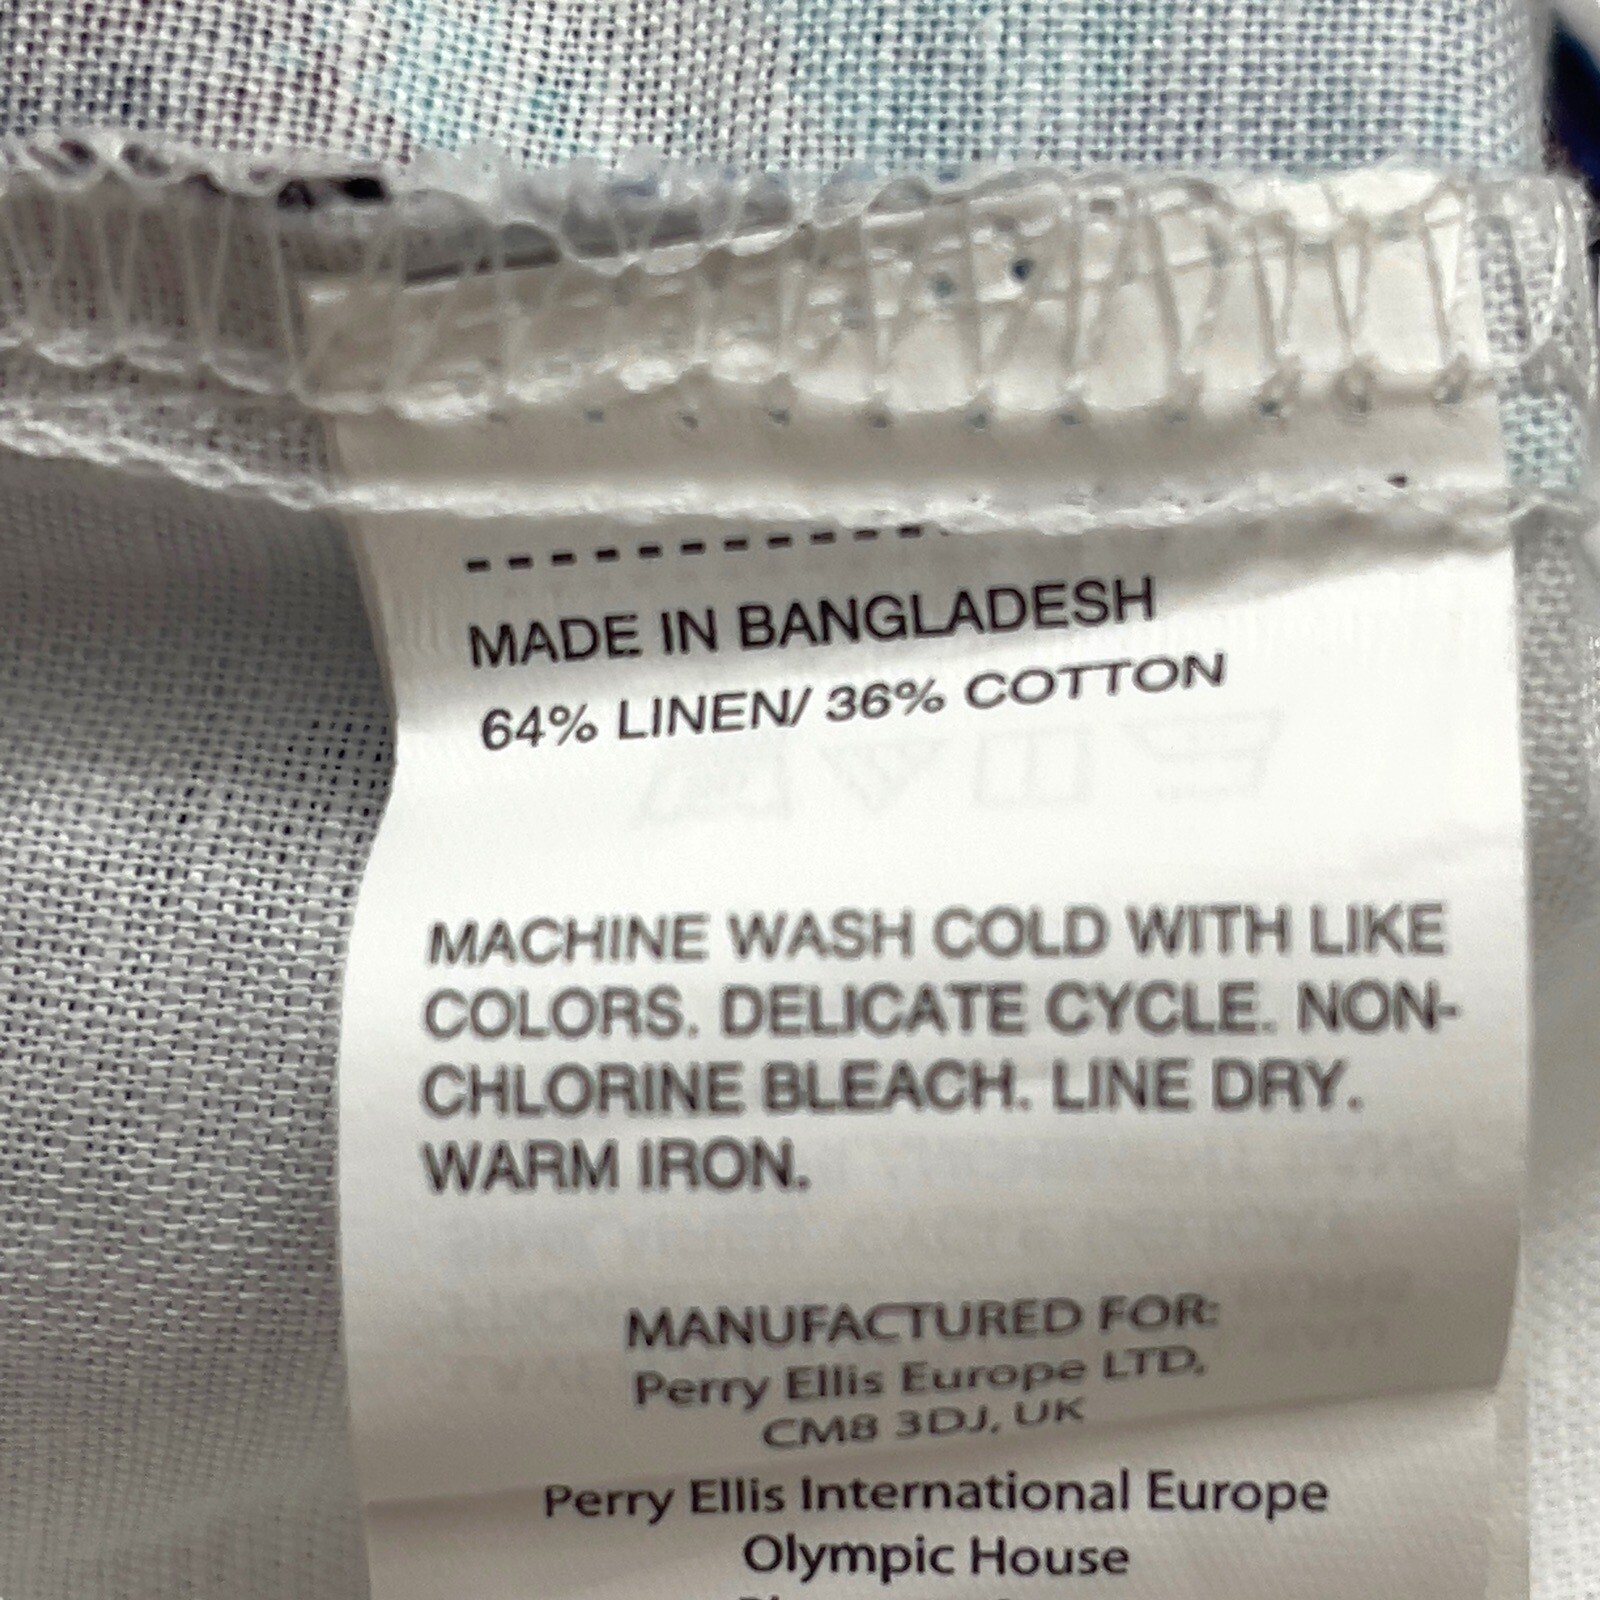 MADE IN BANGLADESH
64% LINEN/ 36% COTTON
MACHINE WASH COLD WITH LIKE
COLORS. DELICATE CYCLE. NON-
CHLORINE BLEACH. LINE DRY.
WARM IRON.
MANUFACTURED FOR:
Perry Ellis Europe LTD,
CM8 3DJ, UK
Perry Ellis International Europe
Olympic House